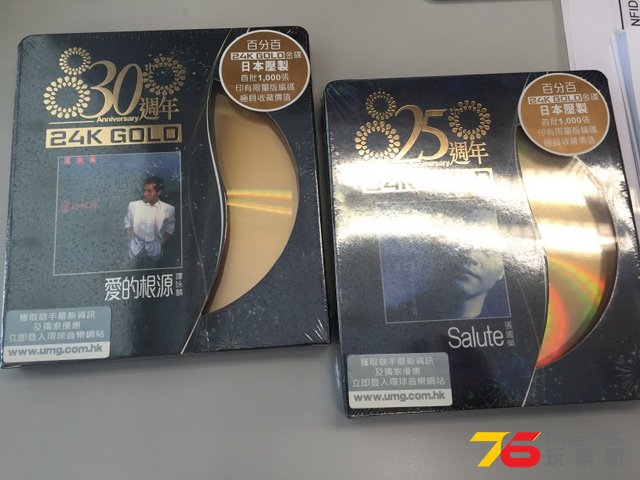 30週年
Anniversary
24K GOLD
百分百
24K GOLD金碟
日本壓製
首批1,000張
印有限量版編碼
極具收藏價值
愛的根源
譚詠麟
獲取歌手最新資訊
及獨家優惠
立即登入環球音樂網站
www.umg.com.hk
25週年
Anniversary
24K
百分百
24K GOLD金碟
日本壓製
首批1,000張
印有限量版編碼
極具收藏價值
Salute
張國榮
獲取歌手最新資訊
及獨家優惠
立即登入環球音樂網站
www.umg.com.hk
NFID
76
Post76
玩樂網